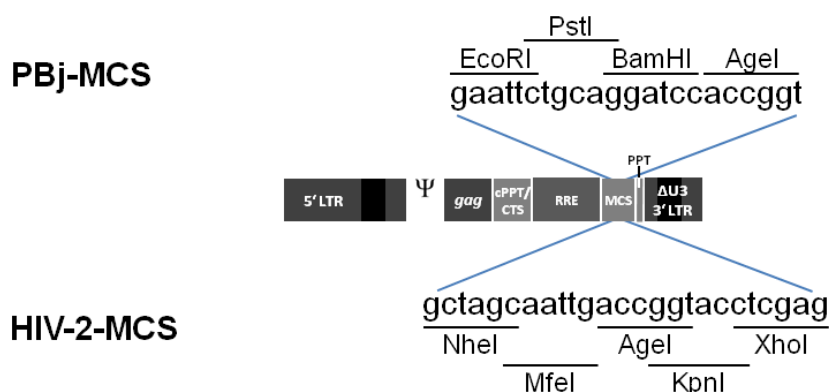 PstI
PBj-MCS
EcoRI BamHI AgeI
gaattctgcaggatccaccggt
PPT
5′ LTR Ψ gag cPPT/ CTS RRE MCS ΔU3 3′ LTR
gctagcaattgaccggtacctcgag
HIV-2-MCS
NheI AgeI XhoI
MfeI KpnI